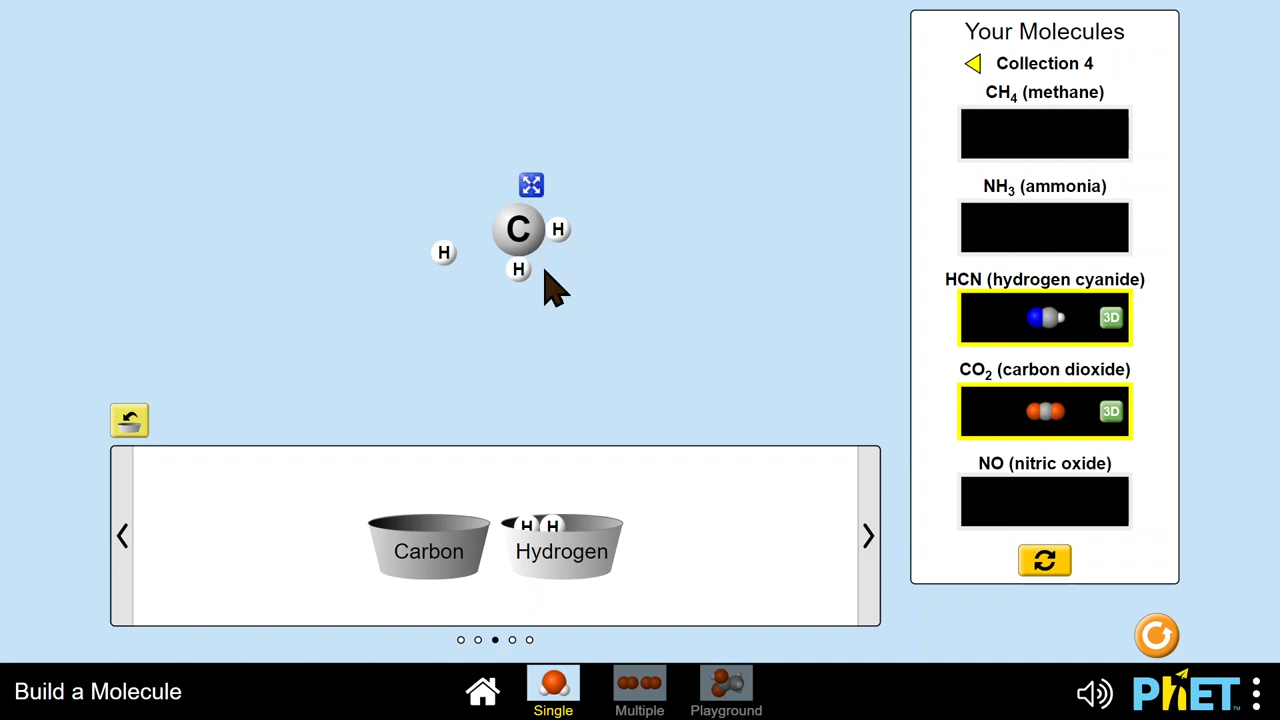 Your Molecules
Collection 4
CH₄ (methane)
NH₃ (ammonia)
HCN (hydrogen cyanide)
3D
CO₂ (carbon dioxide)
3D
NO (nitric oxide)
C H
H
H
H H
Carbon
Hydrogen
Build a Molecule
Single
Multiple
Playground
PhET